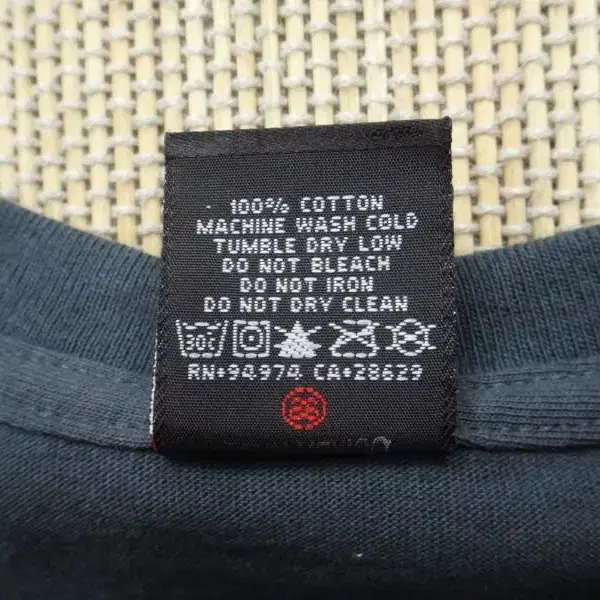 100% COTTON
MACHINE WASH COLD
TUMBLE DRY LOW
DO NOT BLEACH
DO NOT IRON
DO NOT DRY CLEAN
30C
RN•94974 CA•28629